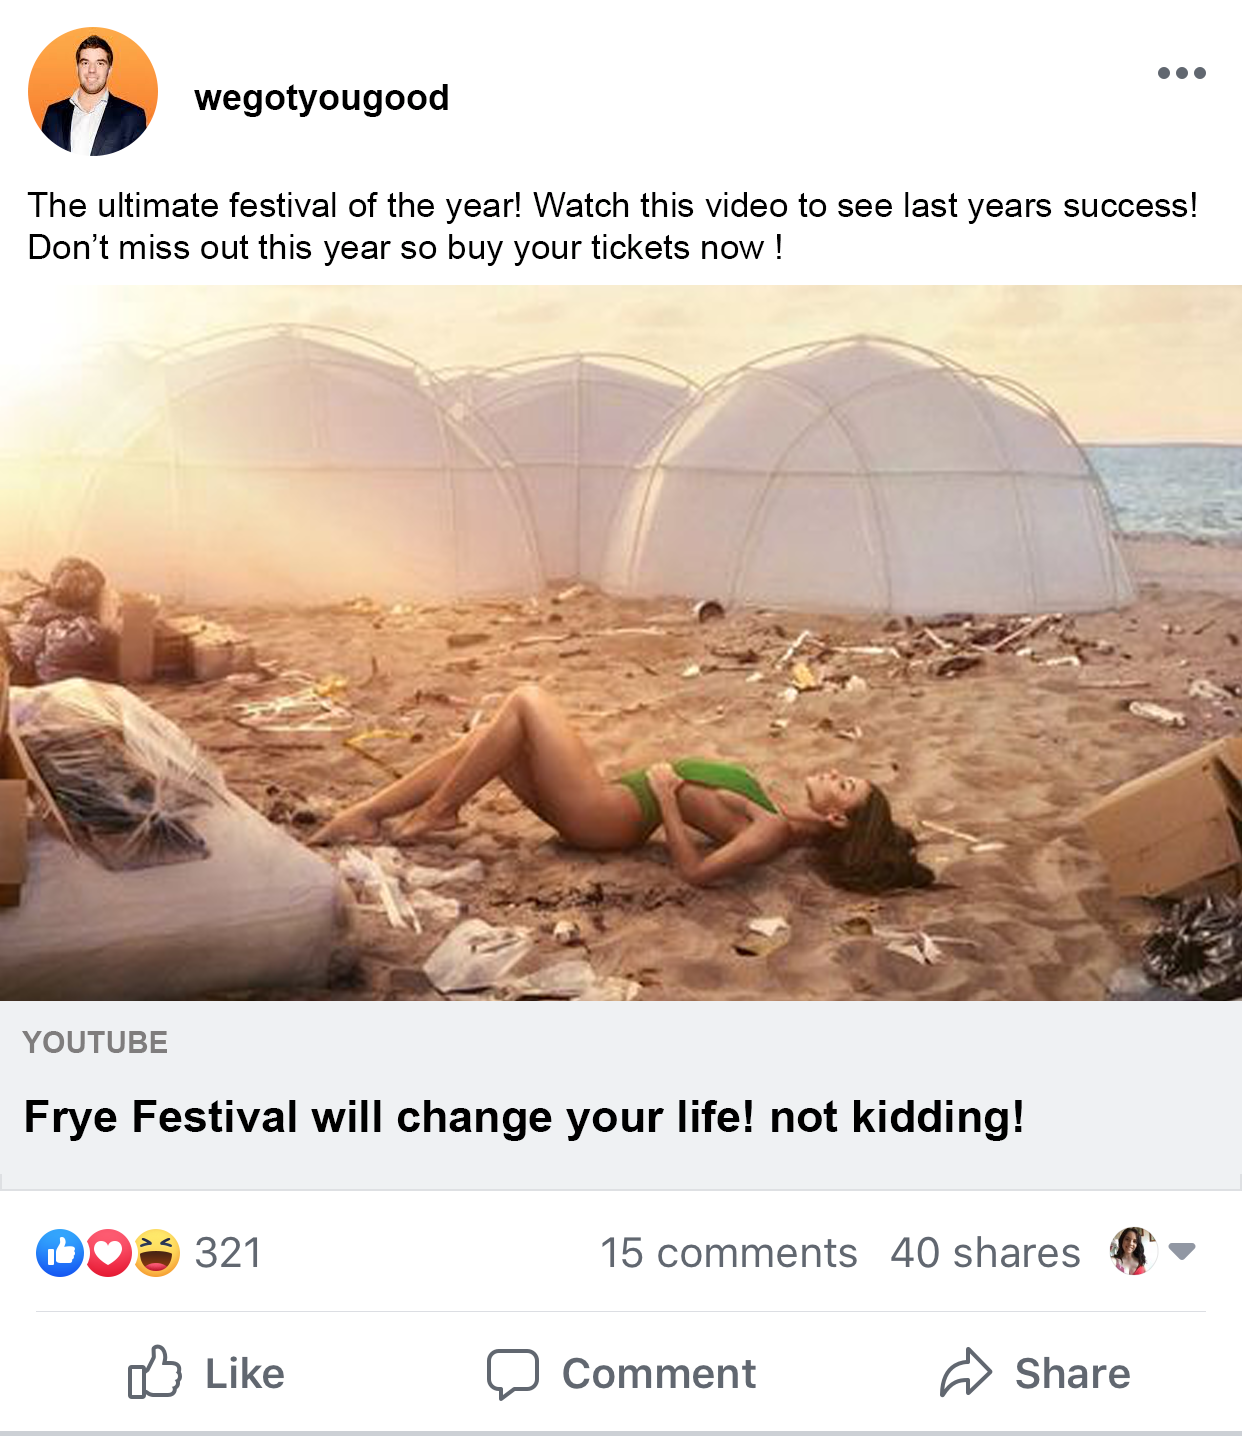 wegotyougood
The ultimate festival of the year! Watch this video to see last years success!
Don’t miss out this year so buy your tickets now !
YOUTUBE
Frye Festival will change your life! not kidding!
321
15 comments 40 shares
Like Comment Share